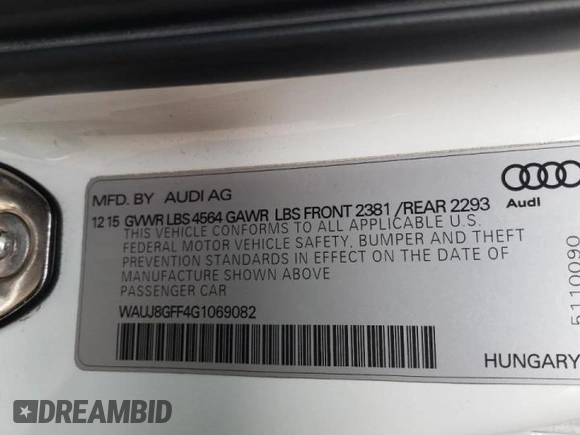 MFD. BY AUDI AG
12 15 GVWR LBS 4564 GAWR LBS FRONT 2381 /REAR 2293
THIS VEHICLE CONFORMS TO ALL APPLICABLE U.S.
FEDERAL MOTOR VEHICLE SAFETY, BUMPER AND THEFT
PREVENTION STANDARDS IN EFFECT ON THE DATE OF
MANUFACTURE SHOWN ABOVE
PASSENGER CAR
WAUJ8GFF4G1069082
Audi
5110090
HUNGARY
DREAMBID